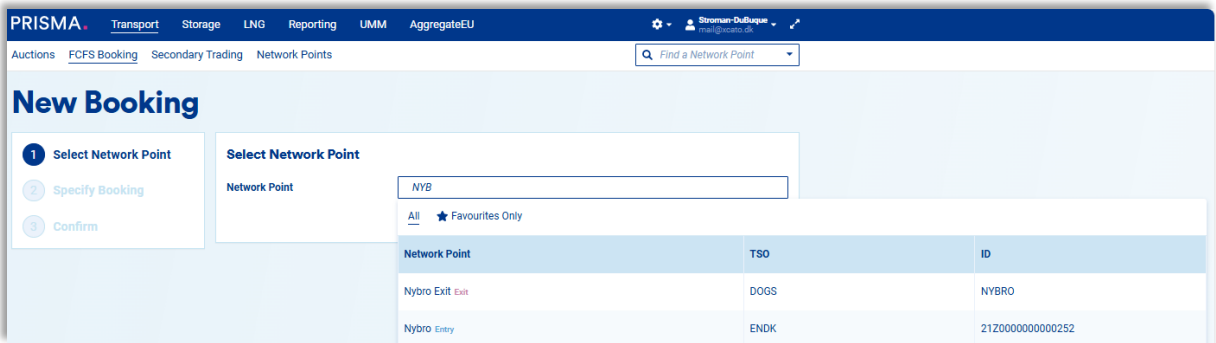 PRISMA. Transport Storage LNG Reporting UMM AggregateEU Stroman-DuBuque
mail@xcato.dk
Auctions FCFS Booking Secondary Trading Network Points Find a Network Point
New Booking
1 Select Network Point
2 Specify Booking
3 Confirm
Select Network Point
Network Point NYB
All Favourites Only
Network Point TSO ID
Nybro Exit Exit DOGS NYBRO
Nybro Entry ENDK 21Z0000000000252